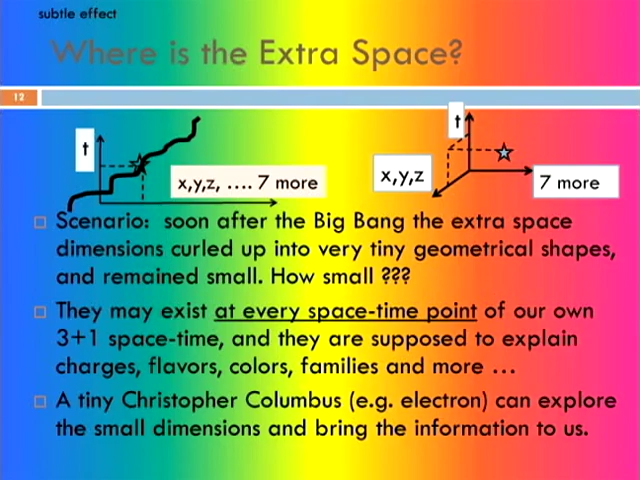 subtle effect
Where is the Extra Space?
12
t
x,y,z, …. 7 more
t
x,y,z
7 more
Scenario: soon after the Big Bang the extra space
dimensions curled up into very tiny geometrical shapes,
and remained small. How small ???
They may exist at every space-time point of our own
3+1 space-time, and they are supposed to explain
charges, flavors, colors, families and more …
A tiny Christopher Columbus (e.g. electron) can explore
the small dimensions and bring the information to us.